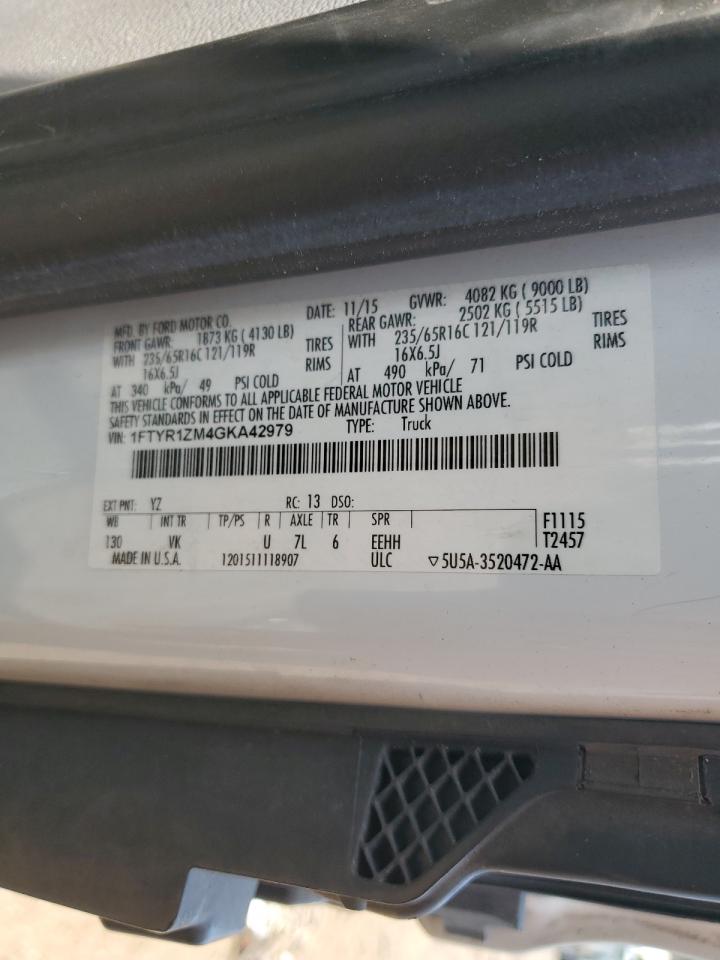 MFD. BY FORD MOTOR CO. DATE: 11/15 GVWR: 4082 KG ( 9000 LB)
FRONT GAWR: 1873 KG ( 4130 LB) REAR GAWR: 2502 KG ( 5515 LB)
WITH 235/65R16C 121/119R TIRES WITH 235/65R16C 121/119R TIRES
16X6.5J RIMS 16X6.5J RIMS
AT 340 kPa/ 49 PSI COLD AT 490 kPa/ 71 PSI COLD
THIS VEHICLE CONFORMS TO ALL APPLICABLE FEDERAL MOTOR VEHICLE
SAFETY STANDARDS IN EFFECT ON THE DATE OF MANUFACTURE SHOWN ABOVE.
VIN: 1FTYR1ZM4GKA42979 TYPE: Truck
EXT PNT: YZ RC: 13 DSO:
WB INT TR TP/PS R AXLE TR SPR F1115
130 VK U 7L 6 EEHH T2457
MADE IN U.S.A. 1201511118907 ULC ▽5U5A-3520472-AA